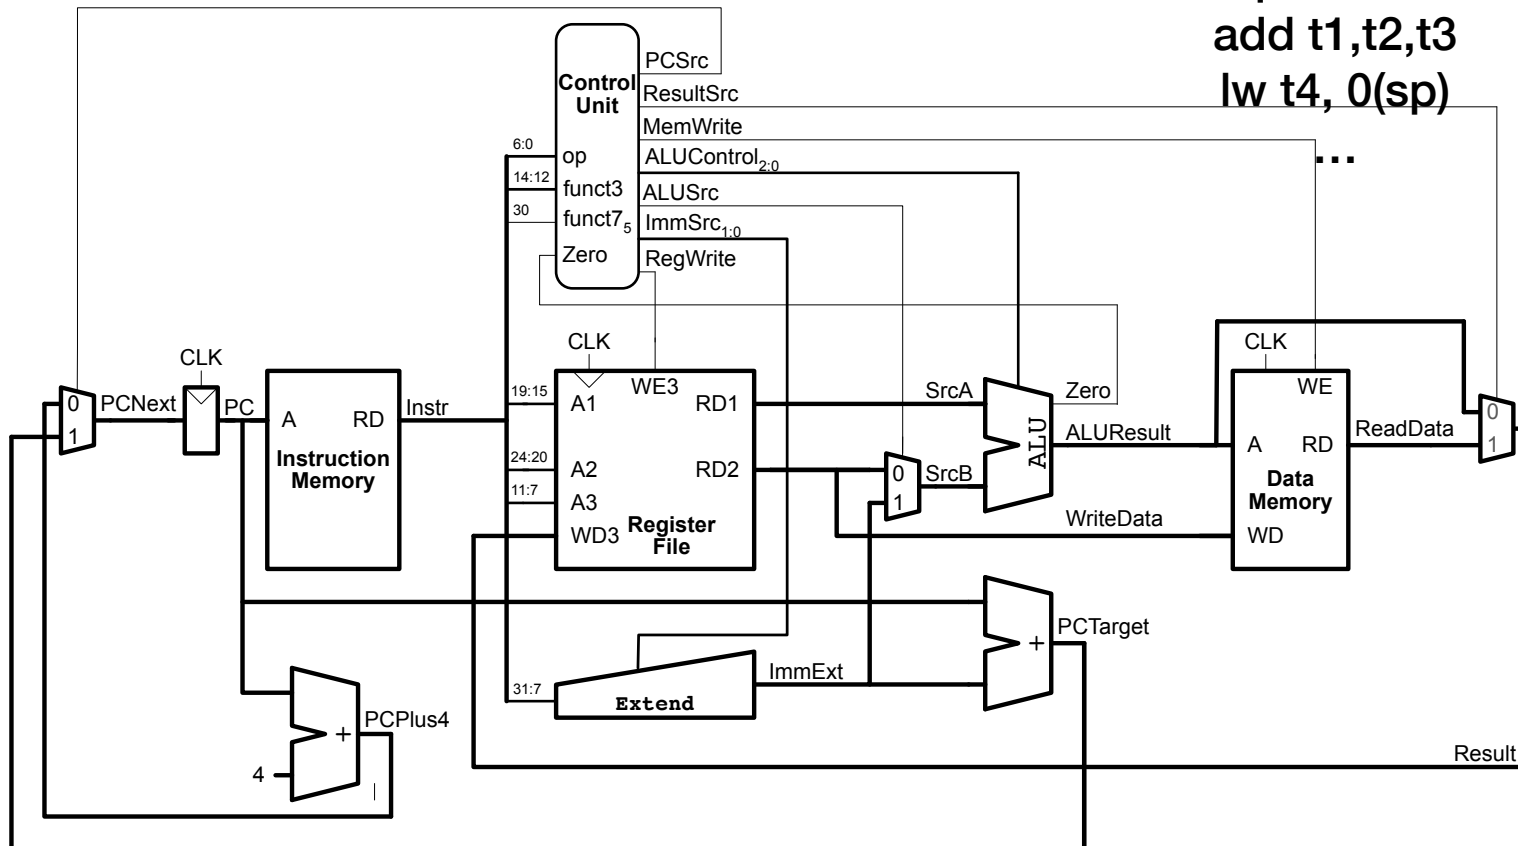 add t1,t2,t3
lw t4, 0(sp)
...
PCSrc
Control
Unit
ResultSrc
MemWrite
6:0
op
ALUControl2:0
14:12
funct3
ALUSrc
30
funct75
ImmSrc1:0
Zero
RegWrite
CLK
CLK
CLK
0
1
PCNext
PC
A
RD
Instr
Instruction
Memory
19:15
A1
WE3
RD1
24:20
A2
RD2
11:7
A3
WD3
Register
File
SrcA
0
1
SrcB
ALU
Zero
ALUResult
WriteData
WE
A
RD
Data
Memory
WD
ReadData
0
1
+
PCTarget
31:7
Extend
ImmExt
+
PCPlus4
4
Result